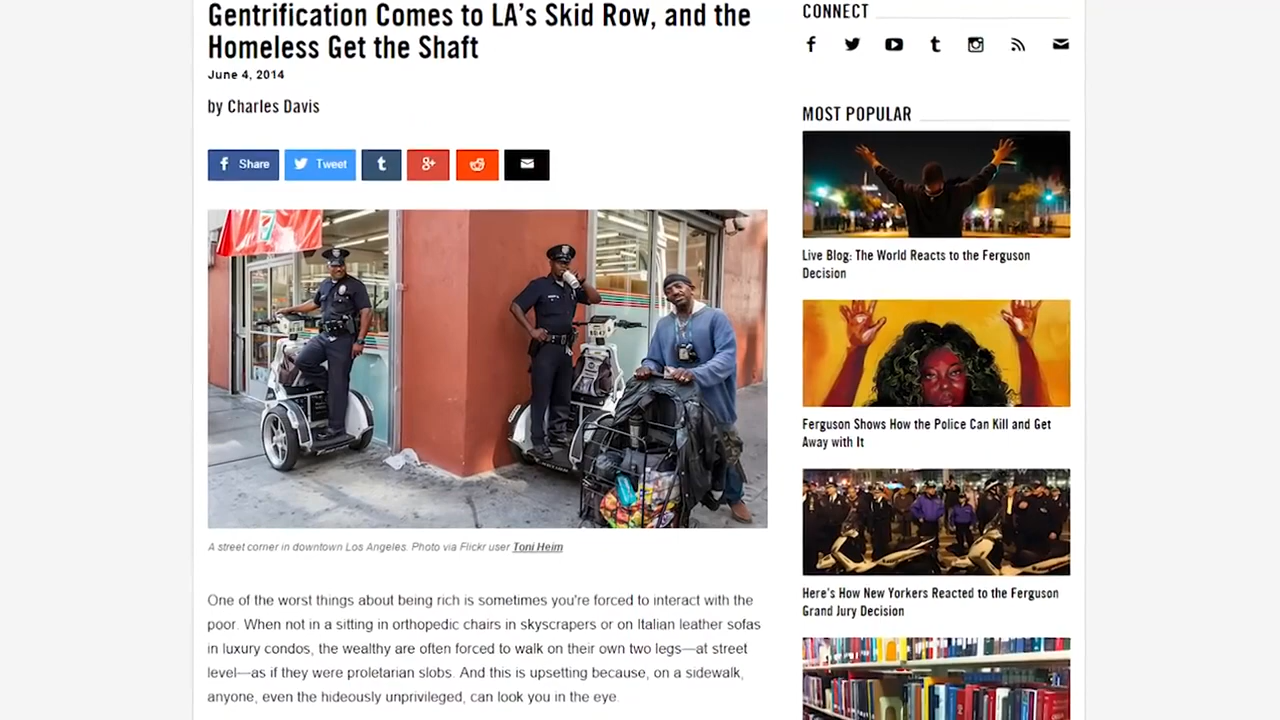 Gentrification Comes to LA's Skid Row, and the
Homeless Get the Shaft
June 4, 2014
by Charles Davis
Share
Tweet
A street corner in downtown Los Angeles. Photo via Flickr user Toni Heim
One of the worst things about being rich is sometimes you're forced to interact with the
poor. When not in a sitting in orthopedic chairs in skyscrapers or on Italian leather sofas
in luxury condos, the wealthy are often forced to walk on their own two legs—at street
level—as if they were proletarian slobs. And this is upsetting because, on a sidewalk,
anyone, even the hideously unprivileged, can look you in the eye.
CONNECT
MOST POPULAR
Live Blog: The World Reacts to the Ferguson
Decision
Ferguson Shows How the Police Can Kill and Get
Away with It
Here's How New Yorkers Reacted to the Ferguson
Grand Jury Decision